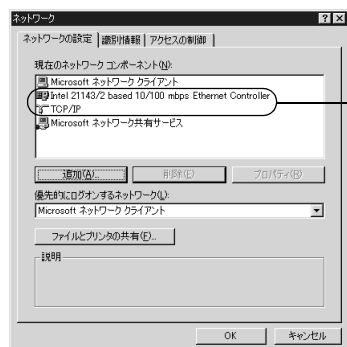 ネットワーク
ネットワークの設定 識別情報 アクセスの制御
現在のネットワーク コンポーネント(N):
Microsoft ネットワーク クライアント
Intel 21143/2 based 10/100 mbps Ethernet Controller
TCP/IP
Microsoft ネットワーク共有サービス
追加(A)... 削除(E) プロパティ(R)
優先的にログオンするネットワーク(L):
Microsoft ネットワーク クライアント
ファイルとプリンタの共有(F)...
説明
OK キャンセル